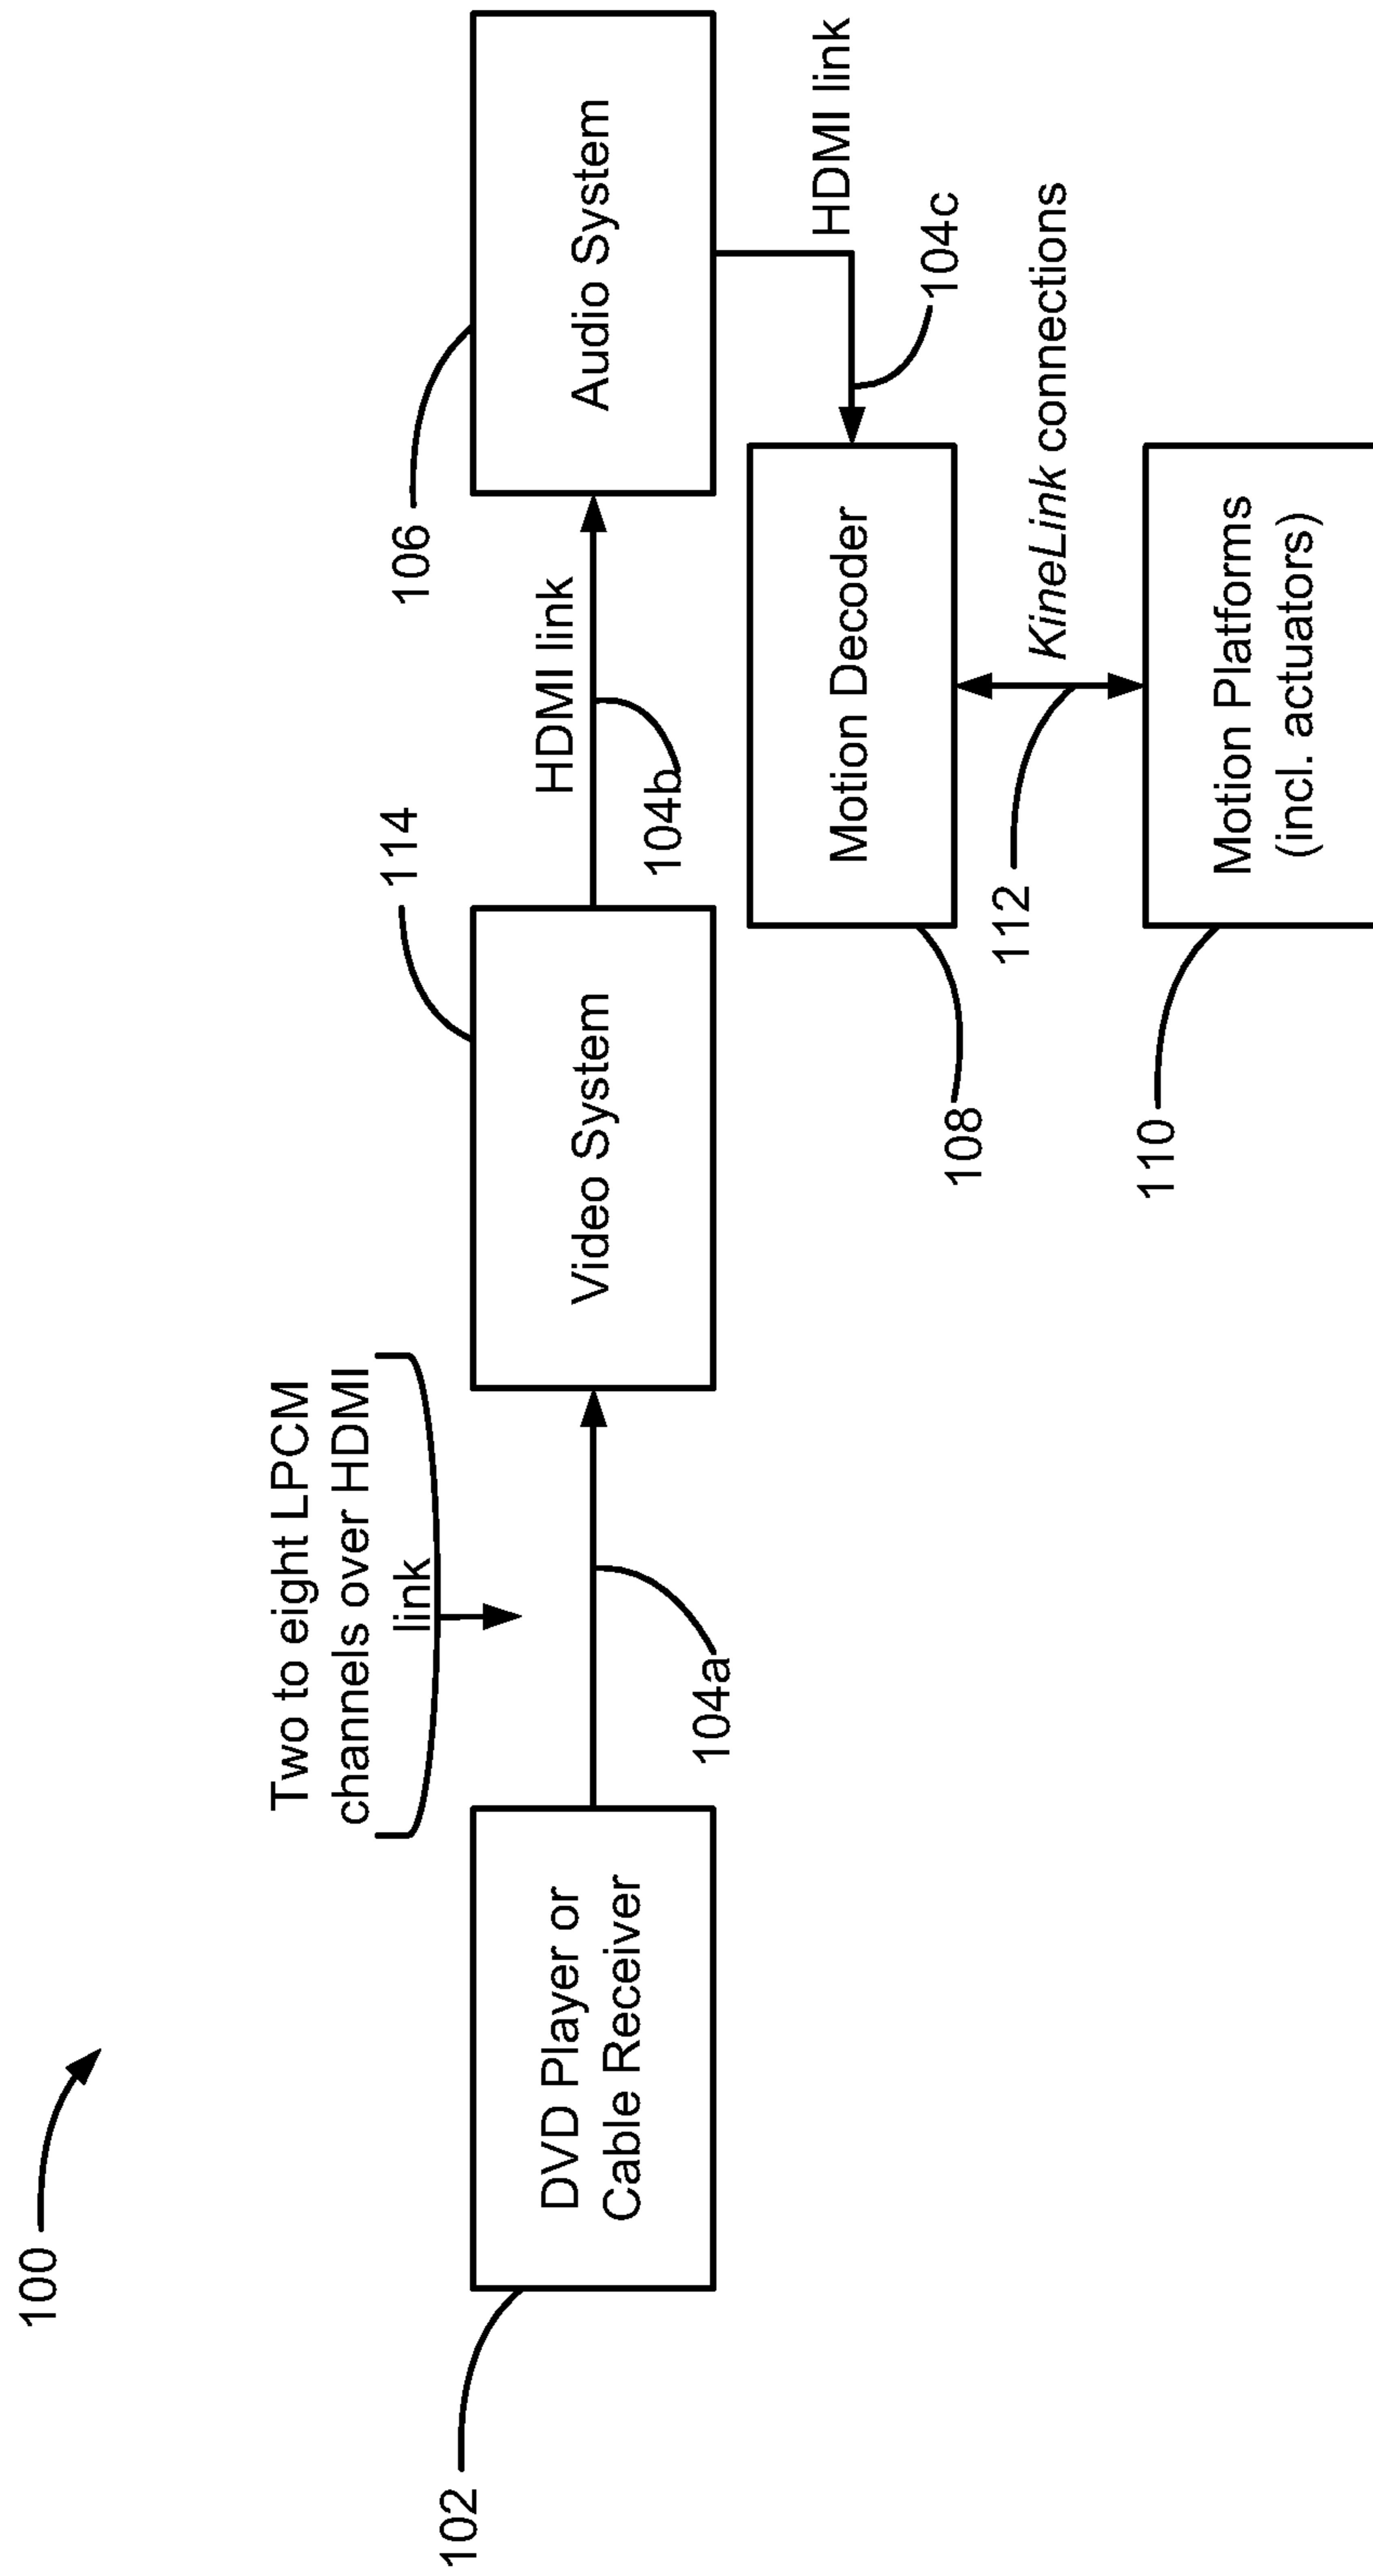 100
Two to eight LPCM
channels over HDMI
link
102
DVD Player or
Cable Receiver
104a
Video System
114
HDMI link
104b
106
Audio System
HDMI link
104c
Motion Decoder
108
KineLink connections
112
Motion Platforms
(incl. actuators)
110